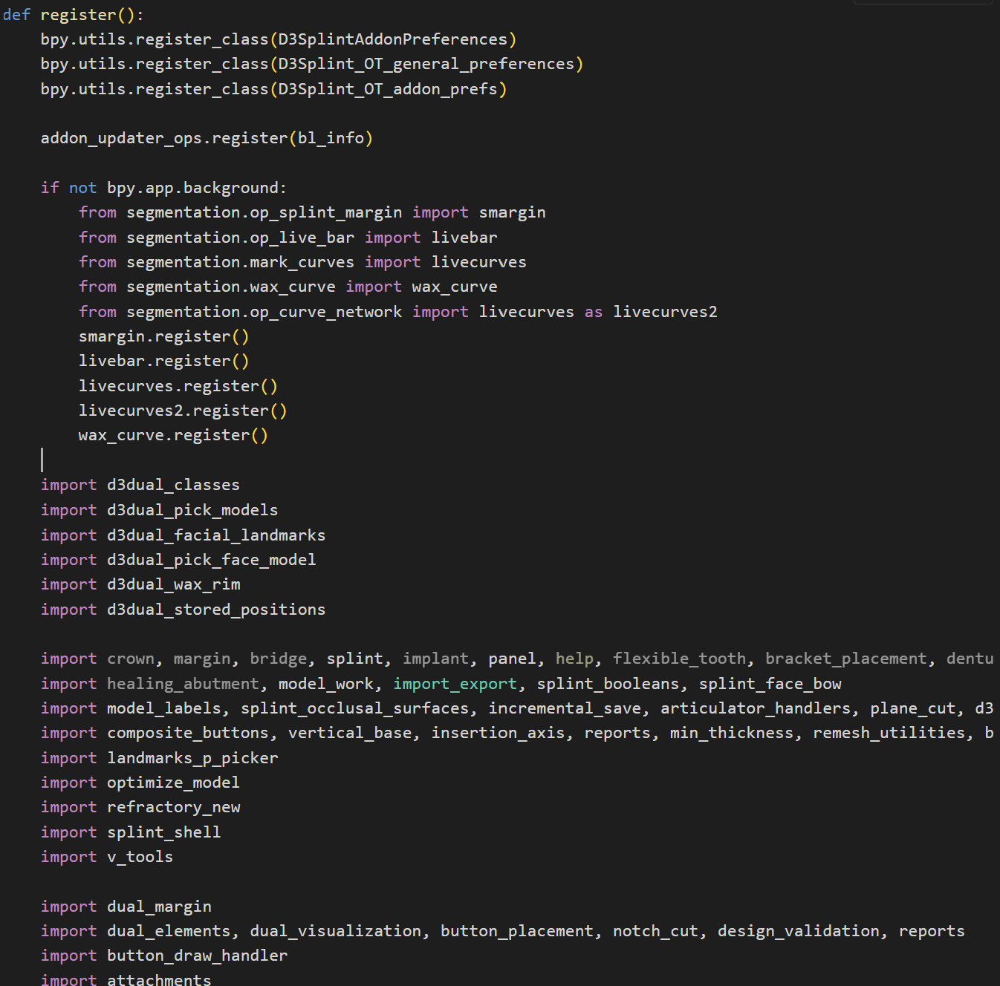 def register():
    bpy.utils.register_class(D3SplintAddonPreferences)
    bpy.utils.register_class(D3Splint_OT_general_preferences)
    bpy.utils.register_class(D3Splint_OT_addon_prefs)

    addon_updater_ops.register(bl_info)

    if not bpy.app.background:
        from segmentation.op_splint_margin import smargin
        from segmentation.op_live_bar import livebar
        from segmentation.mark_curves import livecurves
        from segmentation.wax_curve import wax_curve
        from segmentation.op_curve_network import livecurves as livecurves2
        smargin.register()
        livebar.register()
        livecurves.register()
        livecurves2.register()
        wax_curve.register()

    import d3dual_classes
    import d3dual_pick_models
    import d3dual_facial_landmarks
    import d3dual_pick_face_model
    import d3dual_wax_rim
    import d3dual_stored_positions

    import crown, margin, bridge, splint, implant, panel, help, flexible_tooth, bracket_placement, dentu
    import healing_abutment, model_work, import_export, splint_booleans, splint_face_bow
    import model_labels, splint_occlusal_surfaces, incremental_save, articulator_handlers, plane_cut, d3
    import composite_buttons, vertical_base, insertion_axis, reports, min_thickness, remesh_utilities, b
    import landmarks_p_picker
    import optimize_model
    import refractory_new
    import splint_shell
    import v_tools

    import dual_margin
    import dual_elements, dual_visualization, button_placement, notch_cut, design_validation, reports
    import button_draw_handler
    import attachments